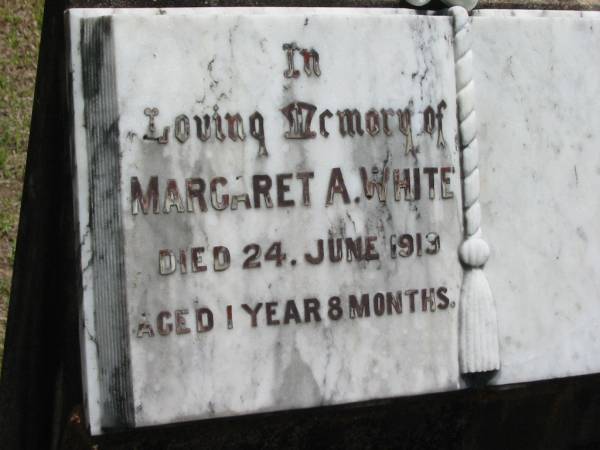 In
Loving Memory of
MARGARET A. WHITE
DIED 24. JUNE 1913
AGED 1 YEAR 8 MONTHS.